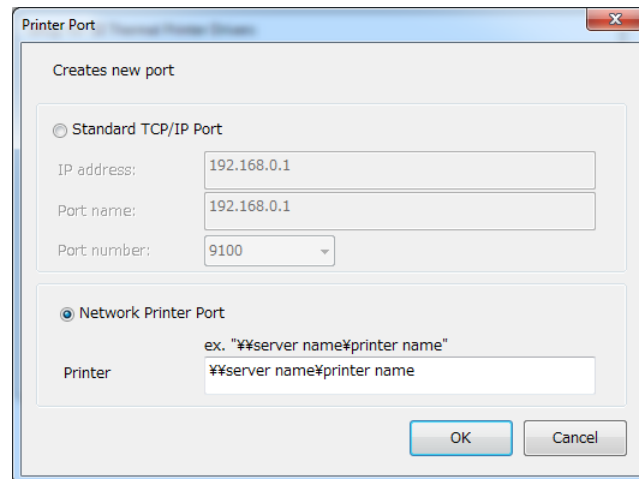 Printer Port
Creates new port
Standard TCP/IP Port
IP address: 192.168.0.1
Port name: 192.168.0.1
Port number: 9100
Network Printer Port
ex. "¥¥server name¥printer name"
Printer ¥¥server name¥printer name
OK Cancel